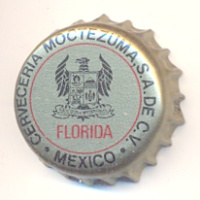 CERVECERIA MOCTEZUMA, S.A. DE C.V.
FLORIDA
· MEXICO ·